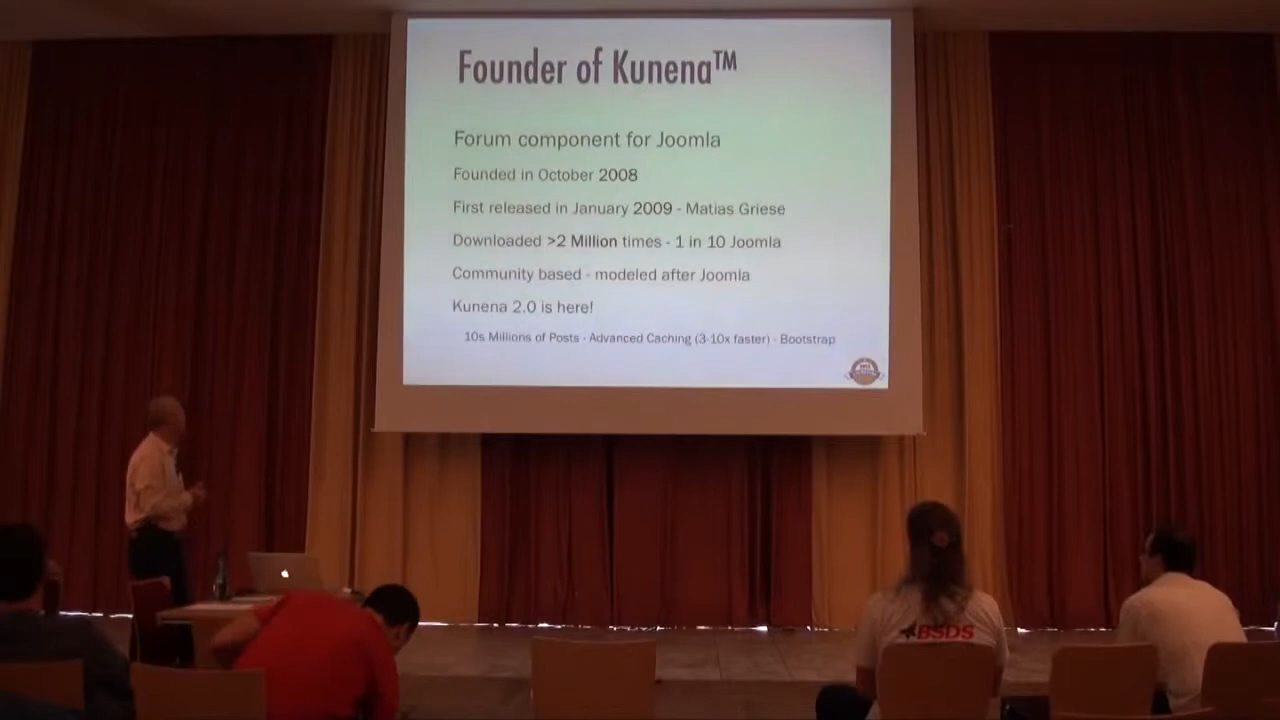 Founder of Kunena™
Forum component for Joomla
Founded in October 2008
First released in January 2009 - Matias Griese
Downloaded >2 Million times - 1 in 10 Joomla
Community based - modeled after Joomla
Kunena 2.0 is here!
10s Millions of Posts - Advanced Caching (3-10x faster) - Bootstrap
BSDS